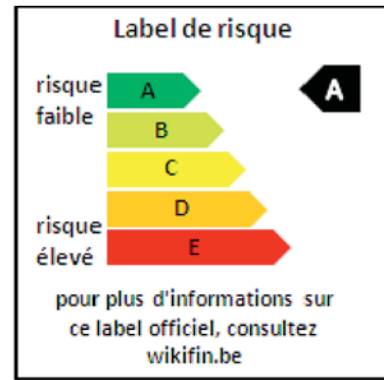 Label de risque
risque
faible
A
A
B
C
D
risque
élevé
E
pour plus d'informations sur
ce label officiel, consultez
wikifin.be